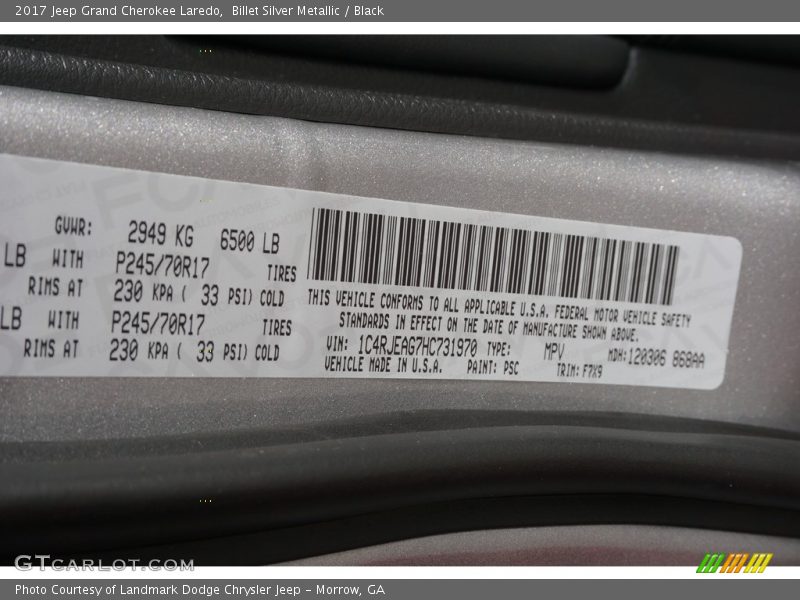 2017 Jeep Grand Cherokee Laredo, Billet Silver Metallic / Black
GVWR: 2949 KG 6500 LB
LB WITH P245/70R17 TIRES
RIMS AT 230 KPA ( 33 PSI) COLD
LB WITH P245/70R17 TIRES
RIMS AT 230 KPA ( 33 PSI) COLD
THIS VEHICLE CONFORMS TO ALL APPLICABLE U.S.A. FEDERAL MOTOR VEHICLE SAFETY
STANDARDS IN EFFECT ON THE DATE OF MANUFACTURE SHOWN ABOVE.
VIN: 1C4RJEAG7HC731970 TYPE: MPV MDH:120306 868AA
VEHICLE MADE IN U.S.A. PAINT: PSC TRIM: F7X9
GTCARLOT.COM
Photo Courtesy of Landmark Dodge Chrysler Jeep – Morrow, GA